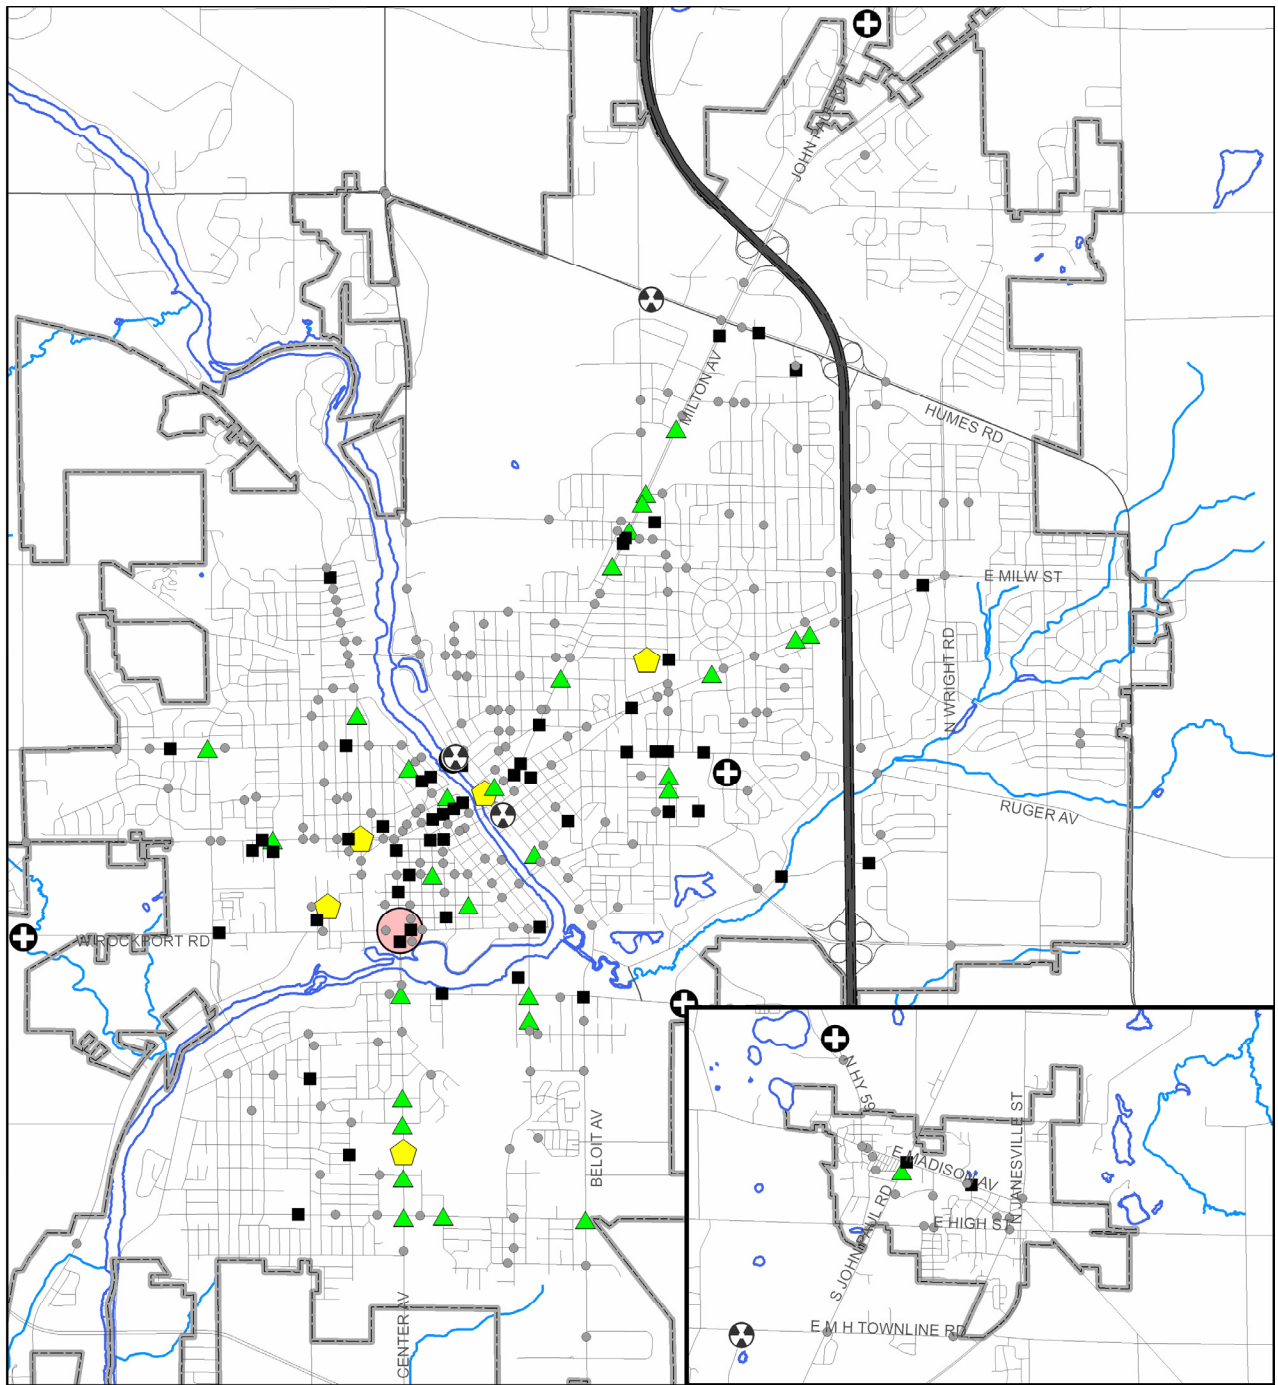 JOHN PAUL RD
MILTON AV
HUMES RD
E MILW ST
N WRIGHT RD
RUGER AV
W ROCKPORT RD
BELOIT AV
CENTER AV
N HY 59
E MADISON AV
N JANESVILLE ST
E HIGH ST
S JOHN PAUL RD
E M H TOWNLINE RD